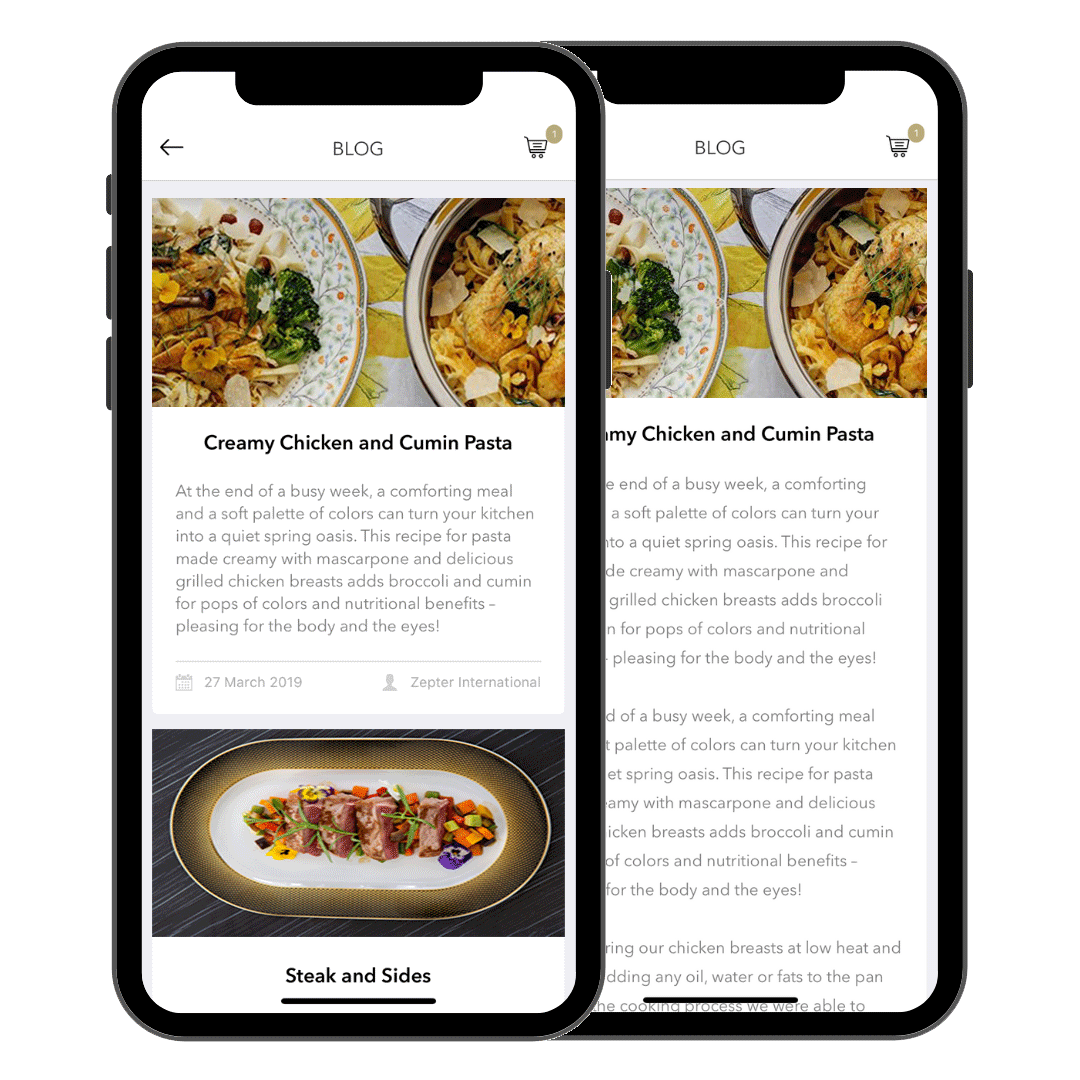 BLOG
1
Creamy Chicken and Cumin Pasta
At the end of a busy week, a comforting meal
and a soft palette of colors can turn your kitchen
into a quiet spring oasis. This recipe for pasta
made creamy with mascarpone and delicious
grilled chicken breasts adds broccoli and cumin
for pops of colors and nutritional benefits –
pleasing for the body and the eyes!
27 March 2019
Zepter International
Steak and Sides
BLOG
1
Chicken and Cumin Pasta
end of a busy week, a comforting
a soft palette of colors can turn your
a quiet spring oasis. This recipe for
creamy with mascarpone and
grilled chicken breasts adds broccoli
for pops of colors and nutritional
– pleasing for the body and the eyes!
of a busy week, a comforting meal
palette of colors can turn your kitchen
spring oasis. This recipe for pasta
with mascarpone and delicious
breasts adds broccoli and cumin
of colors and nutritional benefits –
for the body and the eyes!
our chicken breasts at low heat and
any oil, water or fats to the pan
the cooking process we were able to